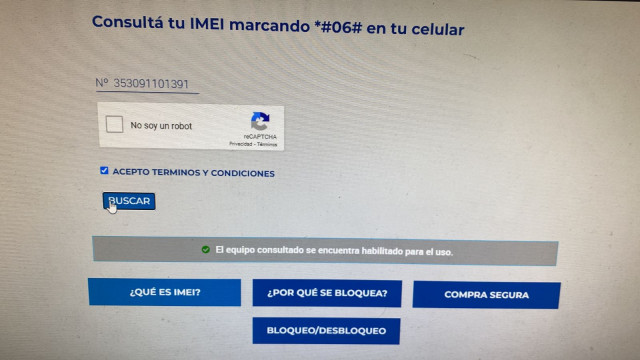 Consultá tu IMEI marcando *#06# en tu celular
Nº 353091101391
No soy un robot
reCAPTCHA
Privacidad - Términos
ACEPTO TERMINOS Y CONDICIONES
BUSCAR
El equipo consultado se encuentra habilitado para el uso.
¿QUÉ ES IMEI?
¿POR QUÉ SE BLOQUEA?
COMPRA SEGURA
BLOQUEO/DESBLOQUEO